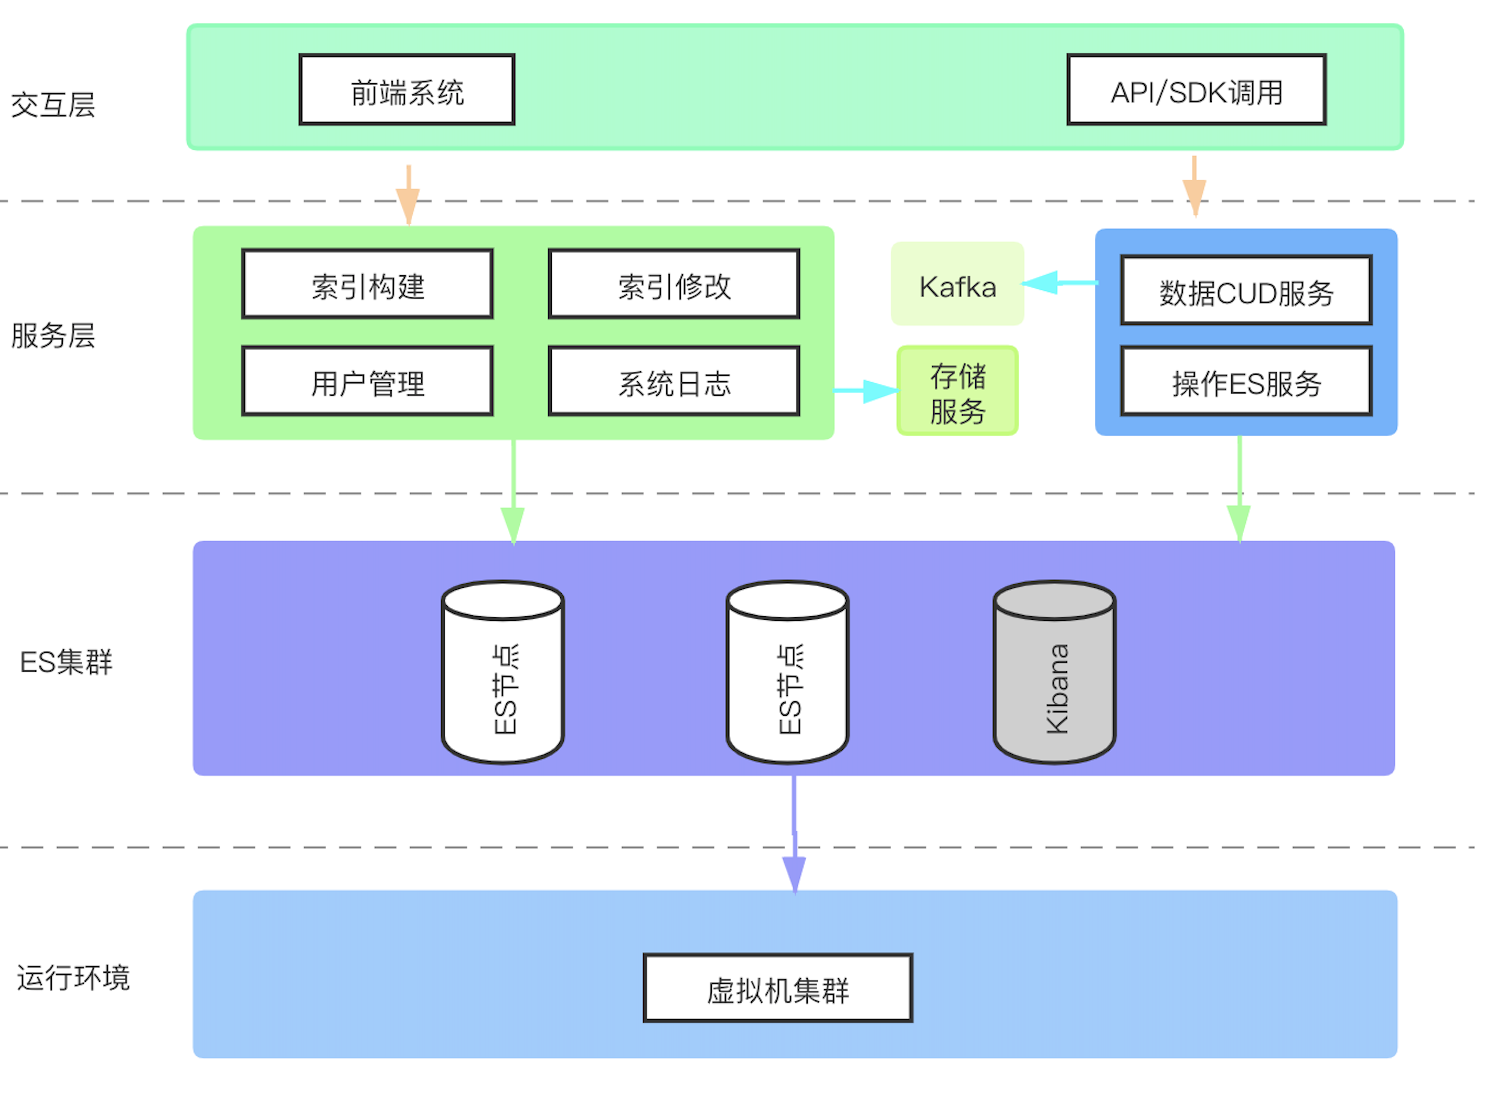 交互层
前端系统
API/SDK调用
服务层
索引构建
索引修改
用户管理
系统日志
Kafka
存储
服务
数据CUD服务
操作ES服务
ES集群
ES节点
ES节点
Kibana
运行环境
虚拟机集群